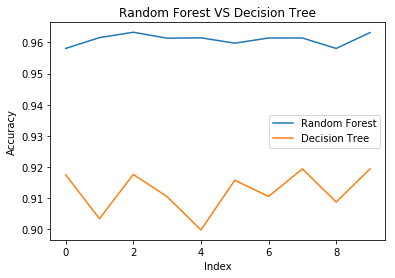 Random Forest VS Decision Tree
Accuracy
0.96
0.95
0.94
0.93
0.92
0.91
0.90
Random Forest
Decision Tree
0 2 4 6 8
Index